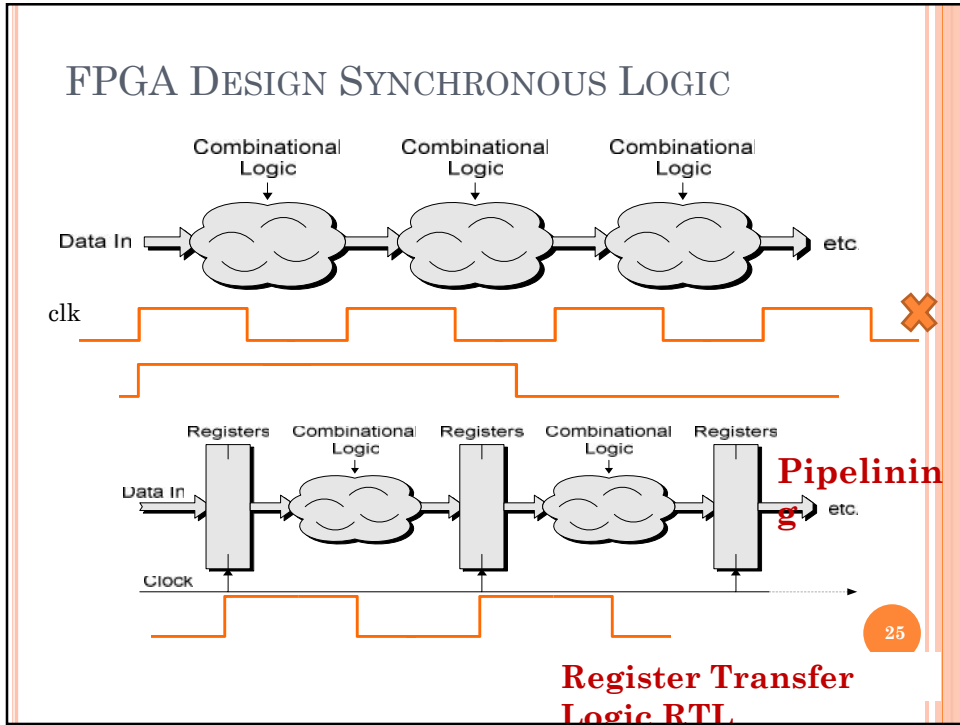 FPGA DESIGN SYNCHRONOUS LOGIC
Combinational Combinational Combinational
Logic Logic Logic
Data In etc.
clk
Registers Combinational Registers Combinational Registers
Logic Logic
Pipelinin
Data In etc.
g
Clock
25
Register Transfer
Logic RTL